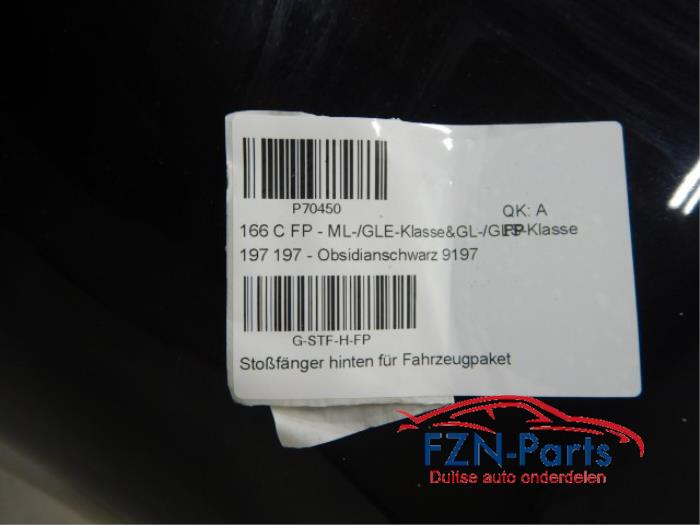 P70450
QK: A
166 C FP - ML-/GLE-Klasse&GL-/GLS-Klasse
FP
197 197 - Obsidianschwarz 9197
G-STF-H-FP
Stoßfänger hinten für Fahrzeugpaket
FZN-Parts
Duitse auto onderdelen